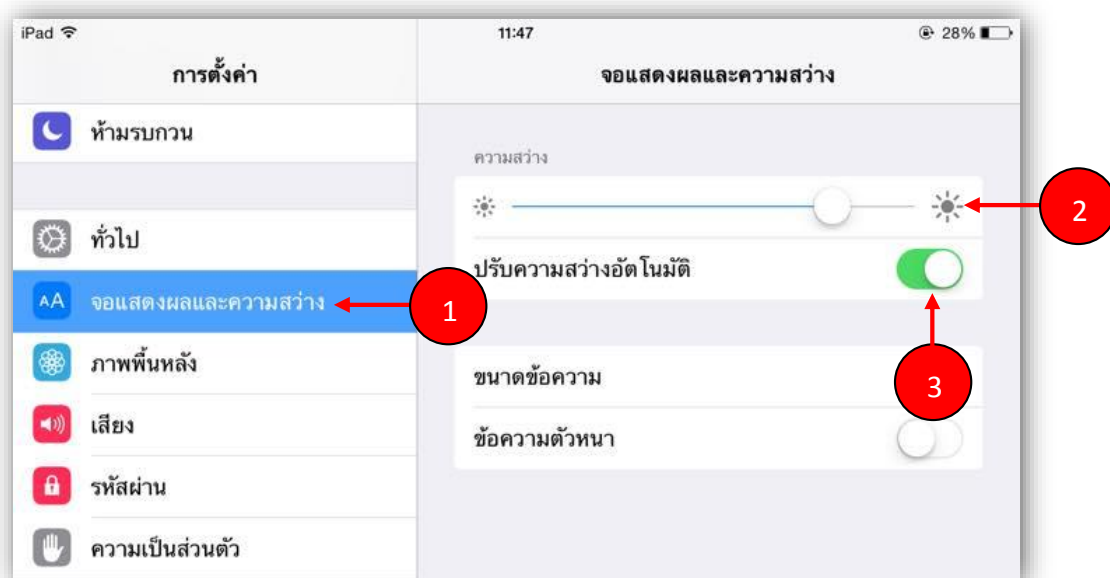 iPad 11:47 28%
การตั้งค่า
จอแสดงผลและความสว่าง
ห้ามรบกวน
ทั่วไป
AA จอแสดงผลและความสว่าง
ภาพพื้นหลัง
เสียง
รหัสผ่าน
ความเป็นส่วนตัว
ความสว่าง
ปรับความสว่างอัตโนมัติ
ขนาดข้อความ
ข้อความตัวหนา
1
2
3